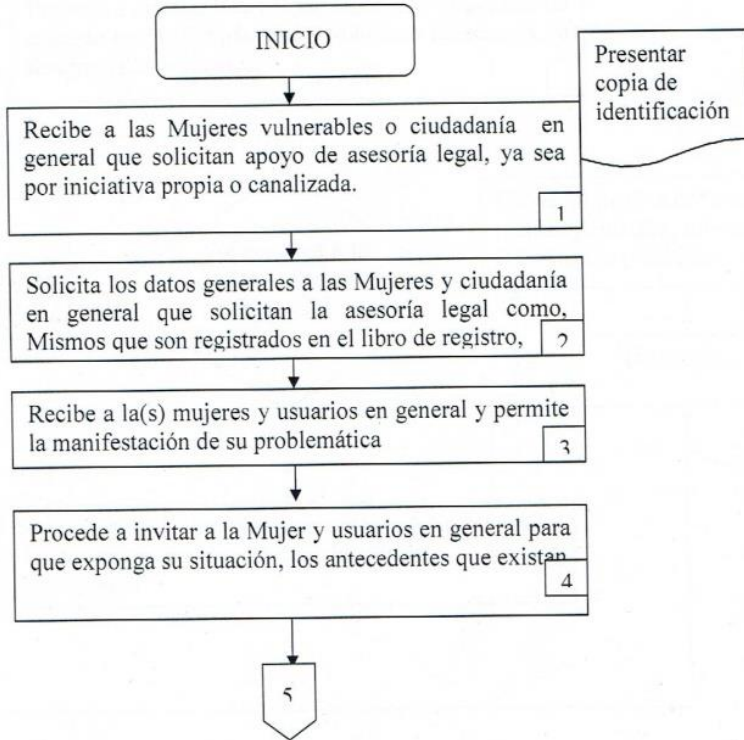 INICIO
Presentar
copia de
identificación
Recibe a las Mujeres vulnerables o ciudadanía en
general que solicitan apoyo de asesoría legal, ya sea
por iniciativa propia o canalizada.
1
Solicita los datos generales a las Mujeres y ciudadanía
en general que solicitan la asesoría legal como,
Mismos que son registrados en el libro de registro,
2
Recibe a la(s) mujeres y usuarios en general y permite
la manifestación de su problemática
3
Procede a invitar a la Mujer y usuarios en general para
que exponga su situación, los antecedentes que existan
4
5